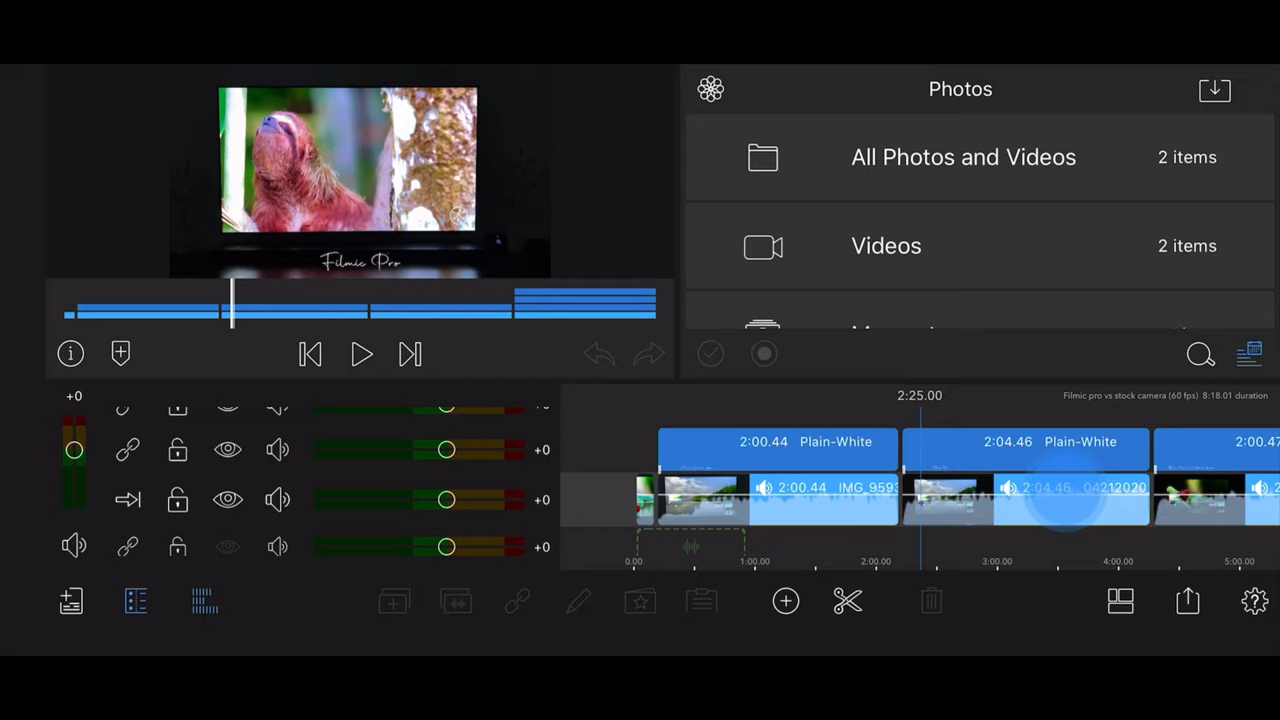 Photos
All Photos and Videos 2 items
Videos 2 items
Filmic Pro
+0
+0
+0
+0
2:25.00
Filmic pro vs stock camera (60 fps) 8:18.01 duration
2:00.44 Plain-White
2:04.46 Plain-White
2:00.47
2:00.44 IMG_9593
2:04.46 04212020
2:00.4
0.00 1:00.00 2:00.00 3:00.00 4:00.00 5:00.00